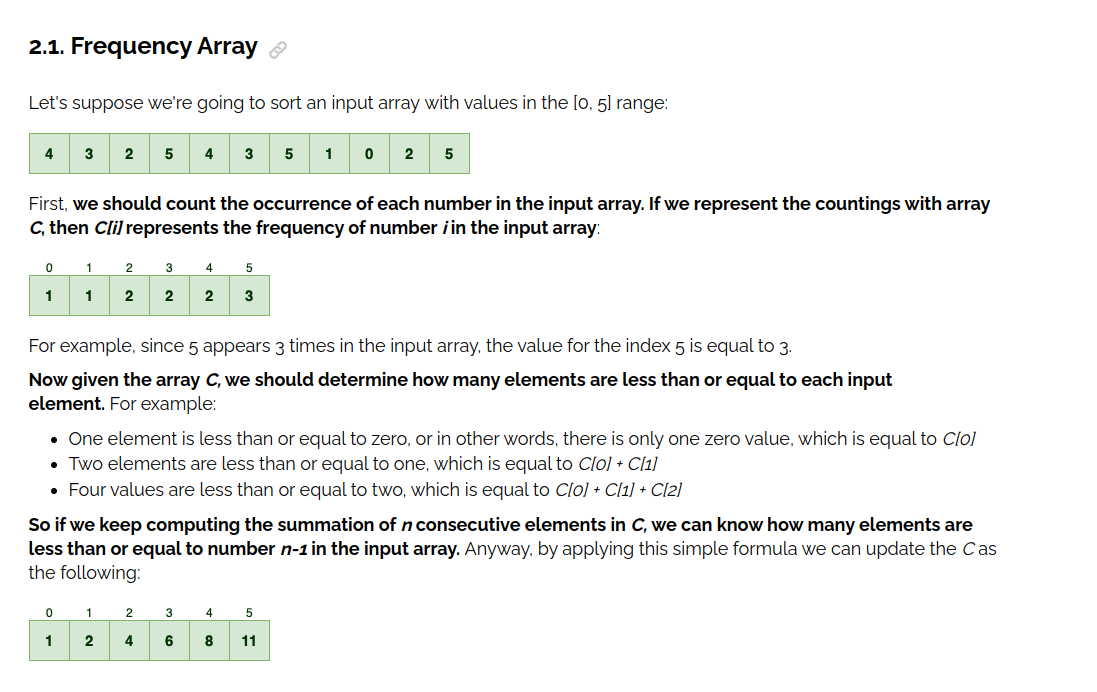 2.1. Frequency Array
Let's suppose we're going to sort an input array with values in the [0, 5] range:
4 3 2 5 4 3 5 1 0 2 5
First, we should count the occurrence of each number in the input array. If we represent the countings with array
C, then C[i] represents the frequency of number i in the input array:
0 1 2 3 4 5
1 1 2 2 2 3
For example, since 5 appears 3 times in the input array, the value for the index 5 is equal to 3.
Now given the array C, we should determine how many elements are less than or equal to each input
element. For example:
• One element is less than or equal to zero, or in other words, there is only one zero value, which is equal to C[0]
• Two elements are less than or equal to one, which is equal to C[0] + C[1]
• Four values are less than or equal to two, which is equal to C[0] + C[1] + C[2]
So if we keep computing the summation of n consecutive elements in C, we can know how many elements are
less than or equal to number n-1 in the input array. Anyway, by applying this simple formula we can update the C as
the following:
0 1 2 3 4 5
1 2 4 6 8 11